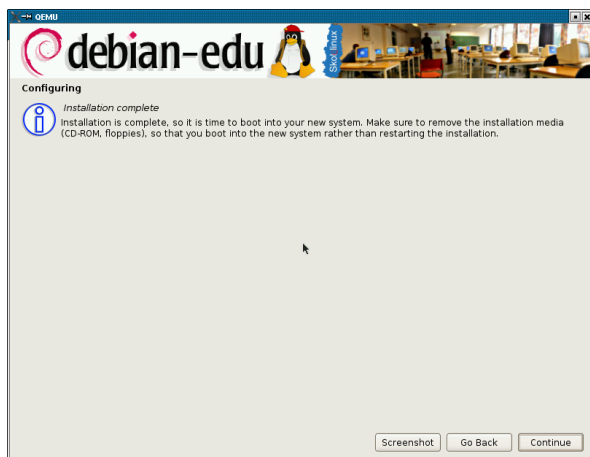 QEMU
debian-edu
Skolelinux
Configuring
Installation complete
Installation is complete, so it is time to boot into your new system. Make sure to remove the installation media
(CD-ROM, floppies), so that you boot into the new system rather than restarting the installation.
Screenshot
Go Back
Continue